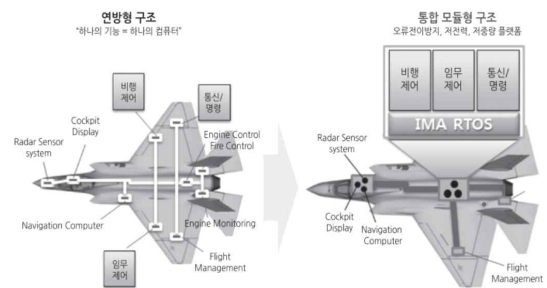 연방형 구조
"하나의 기능 = 하나의 컴퓨터"
비행
제어
통신/
명령
Cockpit
Display
Radar Sensor
system
Engine Control
Fire Control
Navigation Computer
Engine Monitoring
임무
제어
Flight
Management
통합 모듈형 구조
오류전이방지, 저전력, 저중량 플랫폼
비행
제어
임무
제어
통신/
명령
IMA RTOS
Radar Sensor
system
Cockpit
Display
Navigation
Computer
Flight
Management